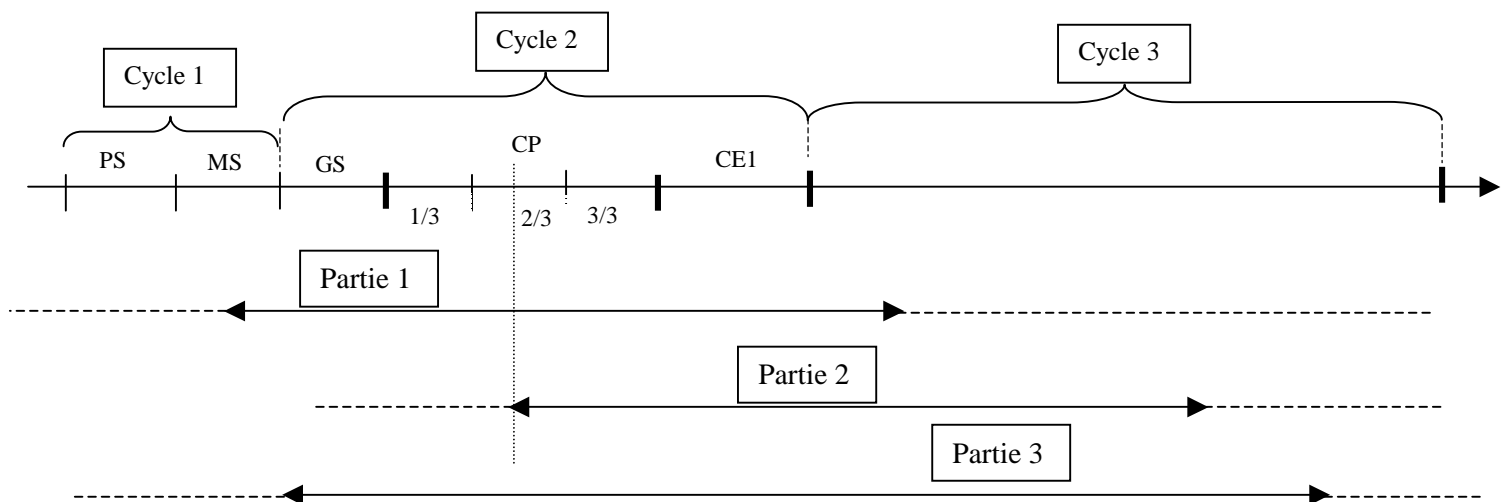 Cycle 1
Cycle 2
Cycle 3
PS
MS
GS
CP
CE1
1/3
2/3
3/3
Partie 1
Partie 2
Partie 3